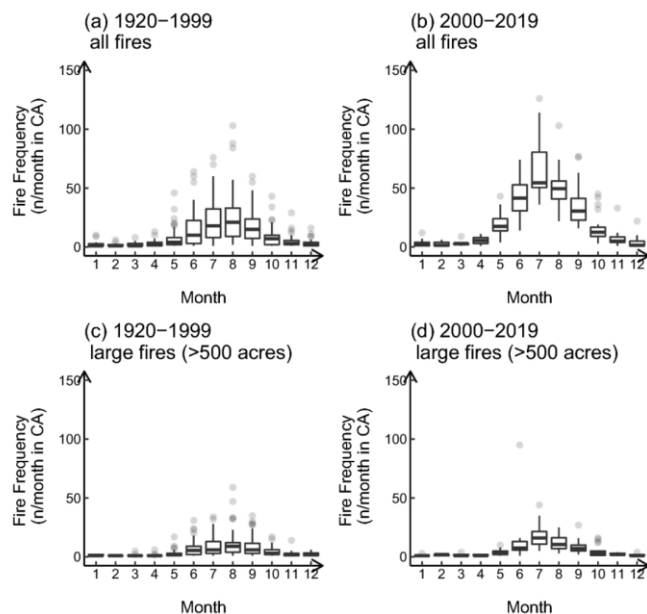 (a) 1920−1999
all fires
150
100
50
0
Fire Frequency
(n/month in CA)
1 2 3 4 5 6 7 8 9 10 11 12
Month
(b) 2000−2019
all fires
150
100
50
0
Fire Frequency
(n/month in CA)
1 2 3 4 5 6 7 8 9 10 11 12
Month
(c) 1920−1999
large fires (>500 acres)
150
100
50
0
Fire Frequency
(n/month in CA)
1 2 3 4 5 6 7 8 9 10 11 12
Month
(d) 2000−2019
large fires (>500 acres)
150
100
50
0
Fire Frequency
(n/month in CA)
1 2 3 4 5 6 7 8 9 10 11 12
Month